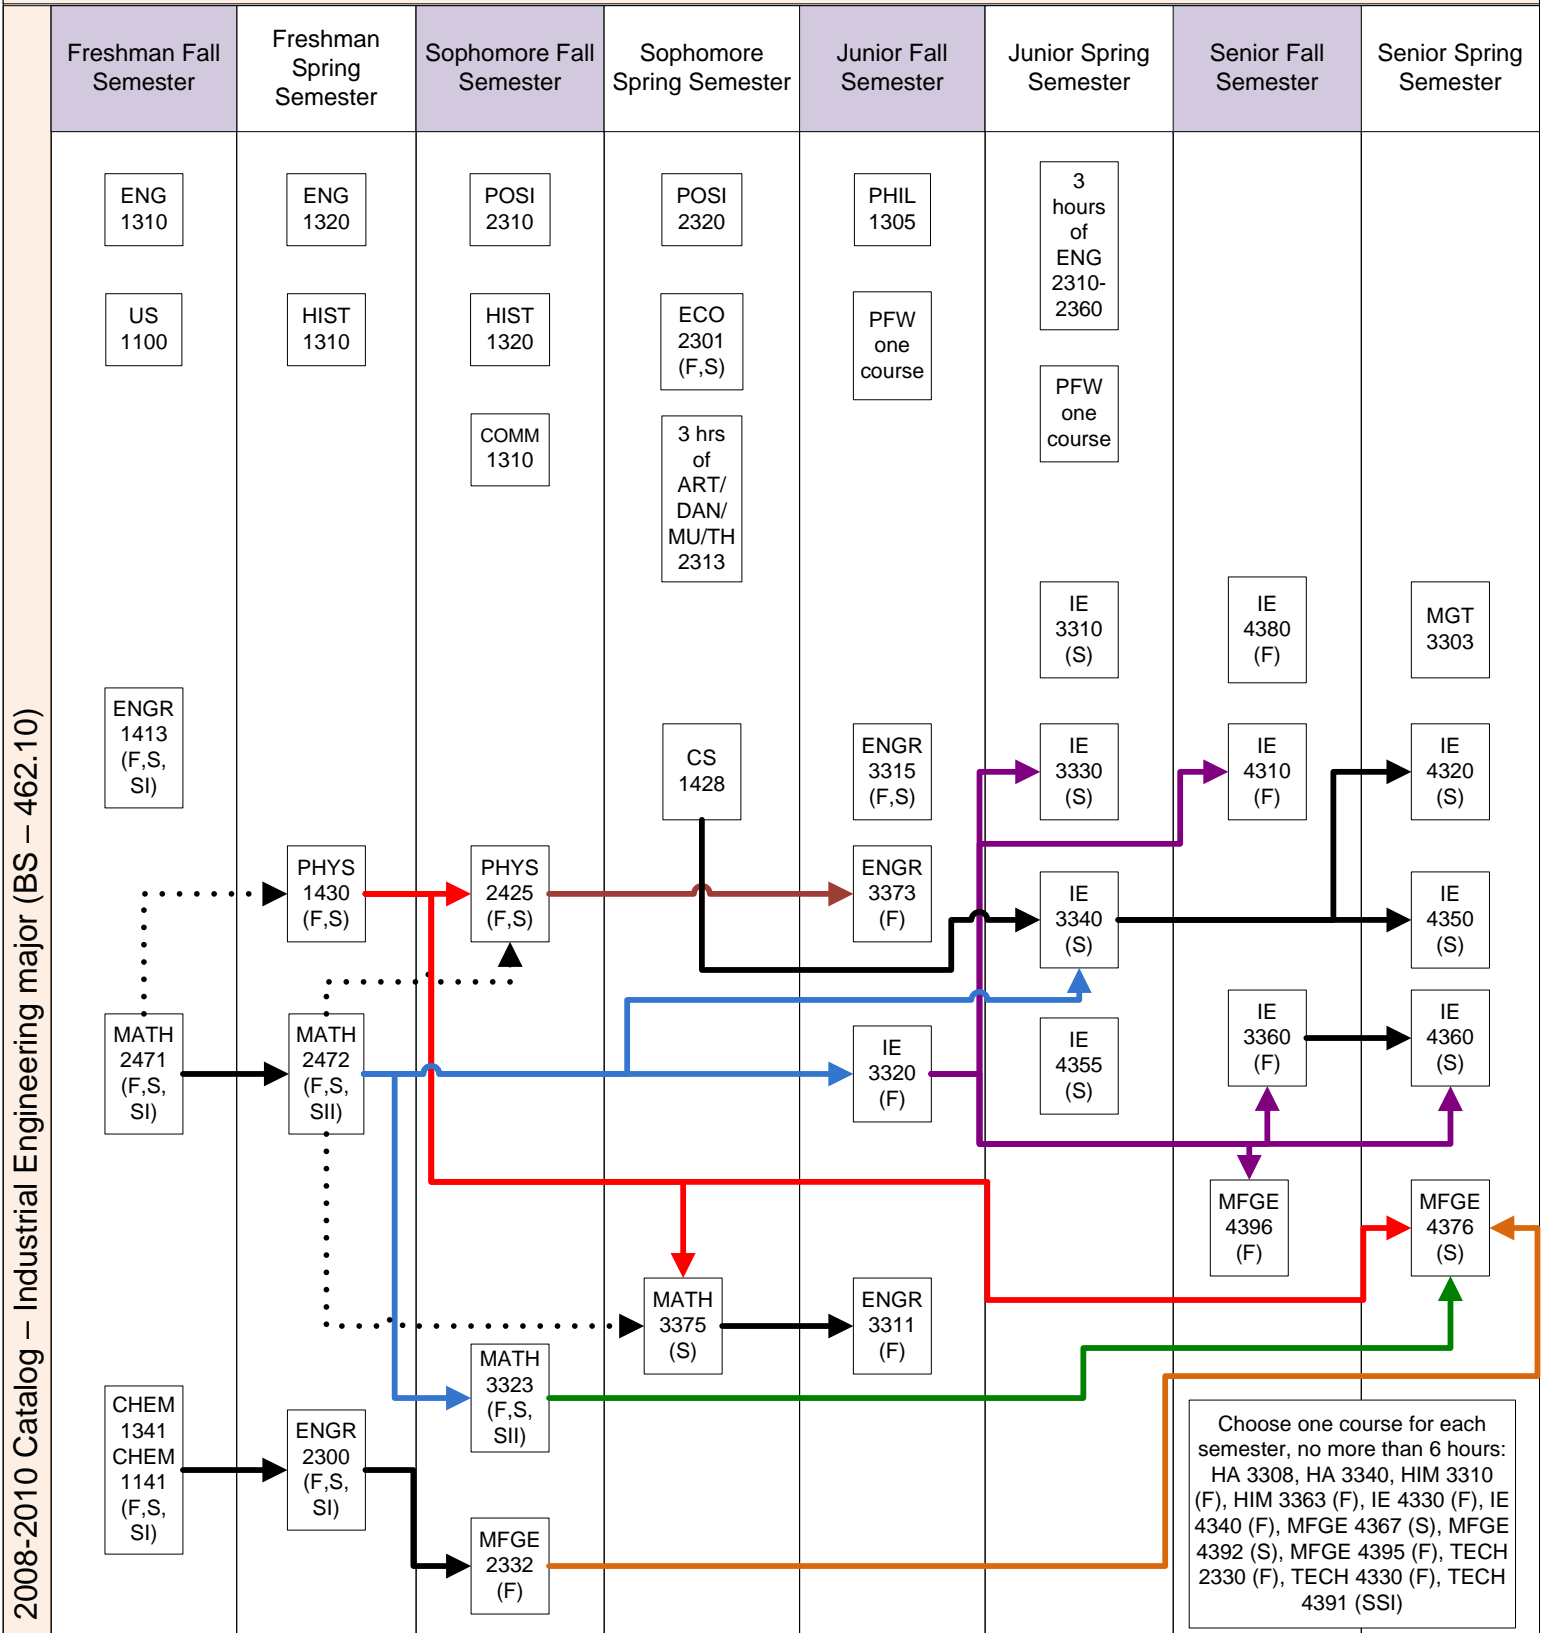 2008-2010 Catalog – Industrial Engineering major (BS – 462.10)
Freshman Fall
Semester
Freshman
Spring
Semester
Sophomore Fall
Semester
Sophomore
Spring Semester
Junior Fall
Semester
Junior Spring
Semester
Senior Fall
Semester
Senior Spring
Semester
ENG
1310
US
1100
ENGR
1413
(F,S,
SI)
MATH
2471
(F,S,
SI)
CHEM
1341
CHEM
1141
(F,S,
SI)
ENG
1320
HIST
1310
PHYS
1430
(F,S)
MATH
2472
(F,S,
SII)
ENGR
2300
(F,S,
SI)
POSI
2310
HIST
1320
COMM
1310
PHYS
2425
(F,S)
MATH
3323
(F,S,
SII)
MFGE
2332
(F)
POSI
2320
ECO
2301
(F,S)
3 hrs
of
ART/
DAN/
MU/TH
2313
CS
1428
MATH
3375
(S)
PHIL
1305
PFW
one
course
ENGR
3315
(F,S)
ENGR
3373
(F)
IE
3320
(F)
ENGR
3311
(F)
3
hours
of
ENG
2310-
2360
PFW
one
course
IE
3310
(S)
IE
3330
(S)
IE
3340
(S)
IE
4355
(S)
IE
4380
(F)
IE
4310
(F)
IE
3360
(F)
MFGE
4396
(F)
MGT
3303
IE
4320
(S)
IE
4350
(S)
IE
4360
(S)
MFGE
4376
(S)
Choose one course for each
semester, no more than 6 hours:
HA 3308, HA 3340, HIM 3310
(F), HIM 3363 (F), IE 4330 (F), IE
4340 (F), MFGE 4367 (S), MFGE
4392 (S), MFGE 4395 (F), TECH
2330 (F), TECH 4330 (F), TECH
4391 (SSI)